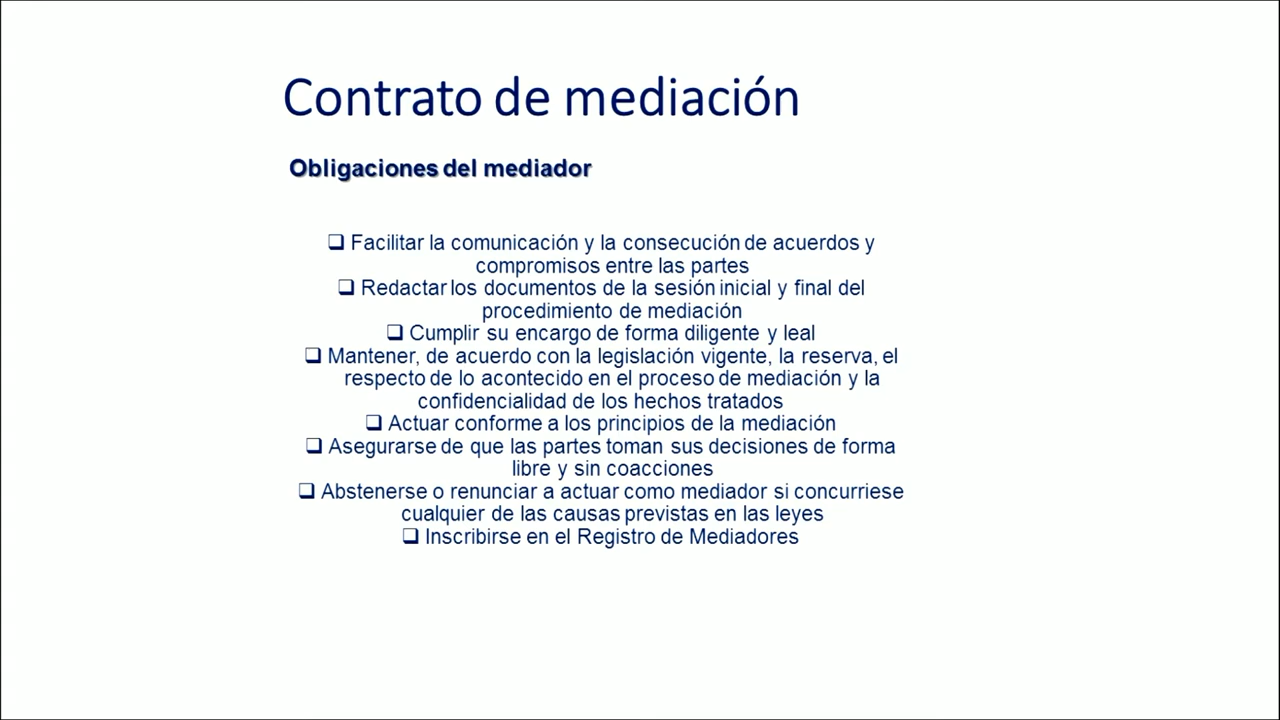 Contrato de mediación
Obligaciones del mediador
❑ Facilitar la comunicación y la consecución de acuerdos y
compromisos entre las partes
❑ Redactar los documentos de la sesión inicial y final del
procedimiento de mediación
❑ Cumplir su encargo de forma diligente y leal
❑ Mantener, de acuerdo con la legislación vigente, la reserva, el
respecto de lo acontecido en el proceso de mediación y la
confidencialidad de los hechos tratados
❑ Actuar conforme a los principios de la mediación
❑ Asegurarse de que las partes toman sus decisiones de forma
libre y sin coacciones
❑ Abstenerse o renunciar a actuar como mediador si concurriese
cualquier de las causas previstas en las leyes
❑ Inscribirse en el Registro de Mediadores